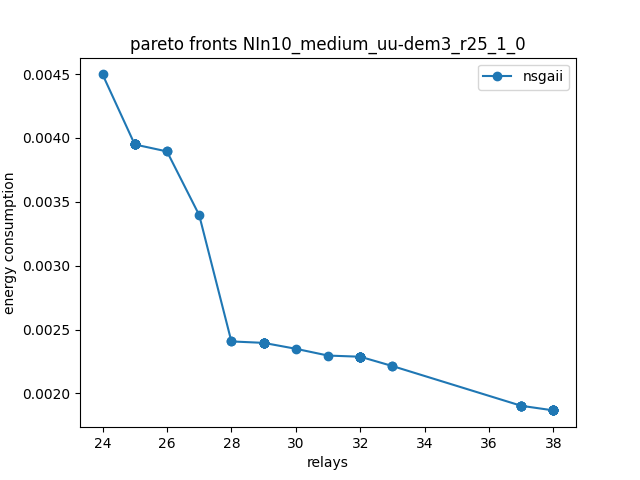 pareto fronts NIn10_medium_uu-dem3_r25_1_0
nsgaii
energy consumption
0.0045
0.0040
0.0035
0.0030
0.0025
0.0020
24 26 28 30 32 34 36 38
relays